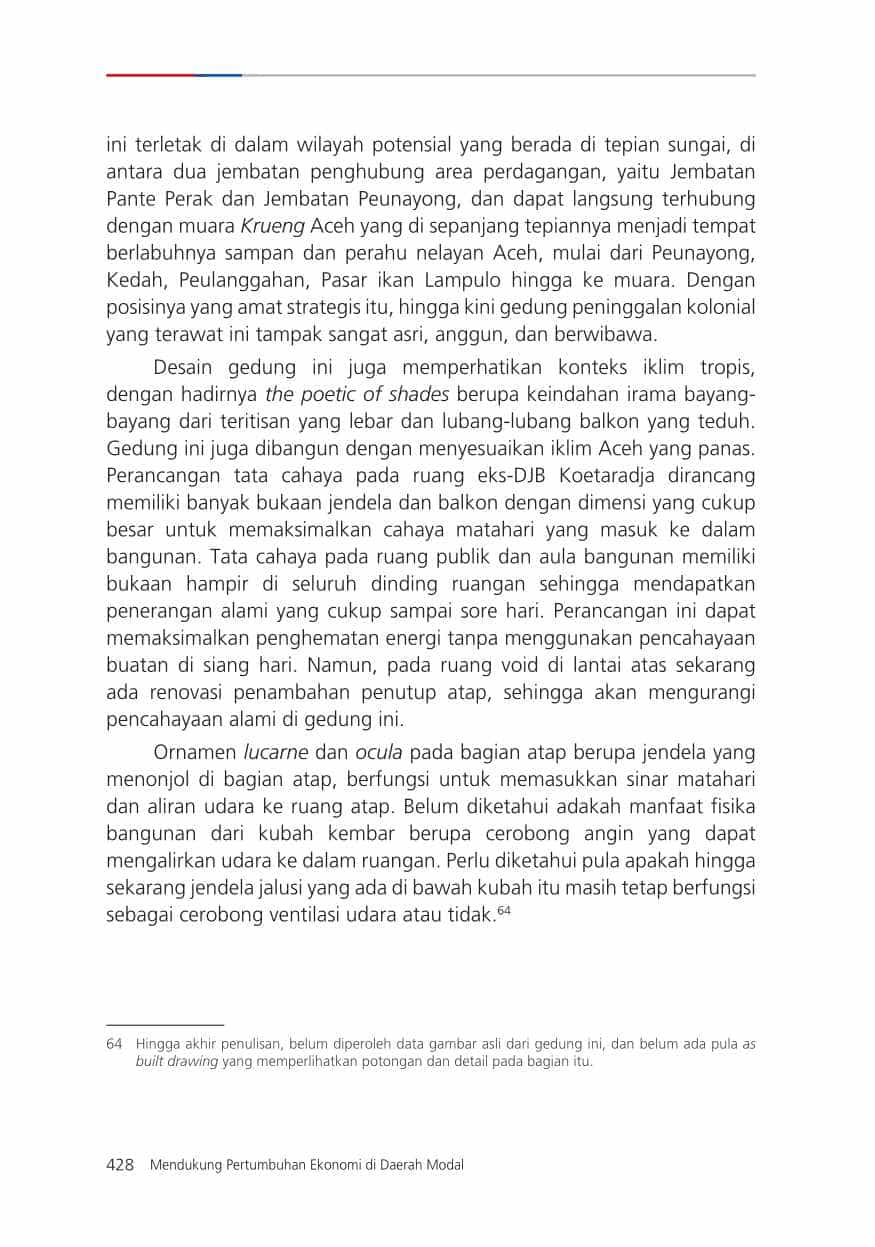 ini terletak di dalam wilayah potensial yang berada di tepian sungai, di
antara dua jembatan penghubung area perdagangan, yaitu Jembatan
Pante Perak dan Jembatan Peunayong, dan dapat langsung terhubung
dengan muara Krueng Aceh yang di sepanjang tepiannya menjadi tempat
berlabuhnya sampan dan perahu nelayan Aceh, mulai dari Peunayong,
Kedah, Peulanggahan, Pasar ikan Lampulo hingga ke muara. Dengan
posisinya yang amat strategis itu, hingga kini gedung peninggalan kolonial
yang terawat ini tampak sangat asri, anggun, dan berwibawa.
Desain gedung ini juga memperhatikan konteks iklim tropis,
dengan hadirnya the poetic of shades berupa keindahan irama bayang-
bayang dari teritisan yang lebar dan lubang-lubang balkon yang teduh.
Gedung ini juga dibangun dengan menyesuaikan iklim Aceh yang panas.
Perancangan tata cahaya pada ruang eks-DJB Koetaradja dirancang
memiliki banyak bukaan jendela dan balkon dengan dimensi yang cukup
besar untuk memaksimalkan cahaya matahari yang masuk ke dalam
bangunan. Tata cahaya pada ruang publik dan aula bangunan memiliki
bukaan hampir di seluruh dinding ruangan sehingga mendapatkan
penerangan alami yang cukup sampai sore hari. Perancangan ini dapat
memaksimalkan penghematan energi tanpa menggunakan pencahayaan
buatan di siang hari. Namun, pada ruang void di lantai atas sekarang
ada renovasi penambahan penutup atap, sehingga akan mengurangi
pencahayaan alami di gedung ini.
Ornamen lucarne dan ocula pada bagian atap berupa jendela yang
menonjol di bagian atap, berfungsi untuk memasukkan sinar matahari
dan aliran udara ke ruang atap. Belum diketahui adakah manfaat fisika
bangunan dari kubah kembar berupa cerobong angin yang dapat
mengalirkan udara ke dalam ruangan. Perlu diketahui pula apakah hingga
sekarang jendela jalusi yang ada di bawah kubah itu masih tetap berfungsi
sebagai cerobong ventilasi udara atau tidak.64
64 Hingga akhir penulisan, belum diperoleh data gambar asli dari gedung ini, dan belum ada pula as
built drawing yang memperlihatkan potongan dan detail pada bagian itu.
428 Mendukung Pertumbuhan Ekonomi di Daerah Modal